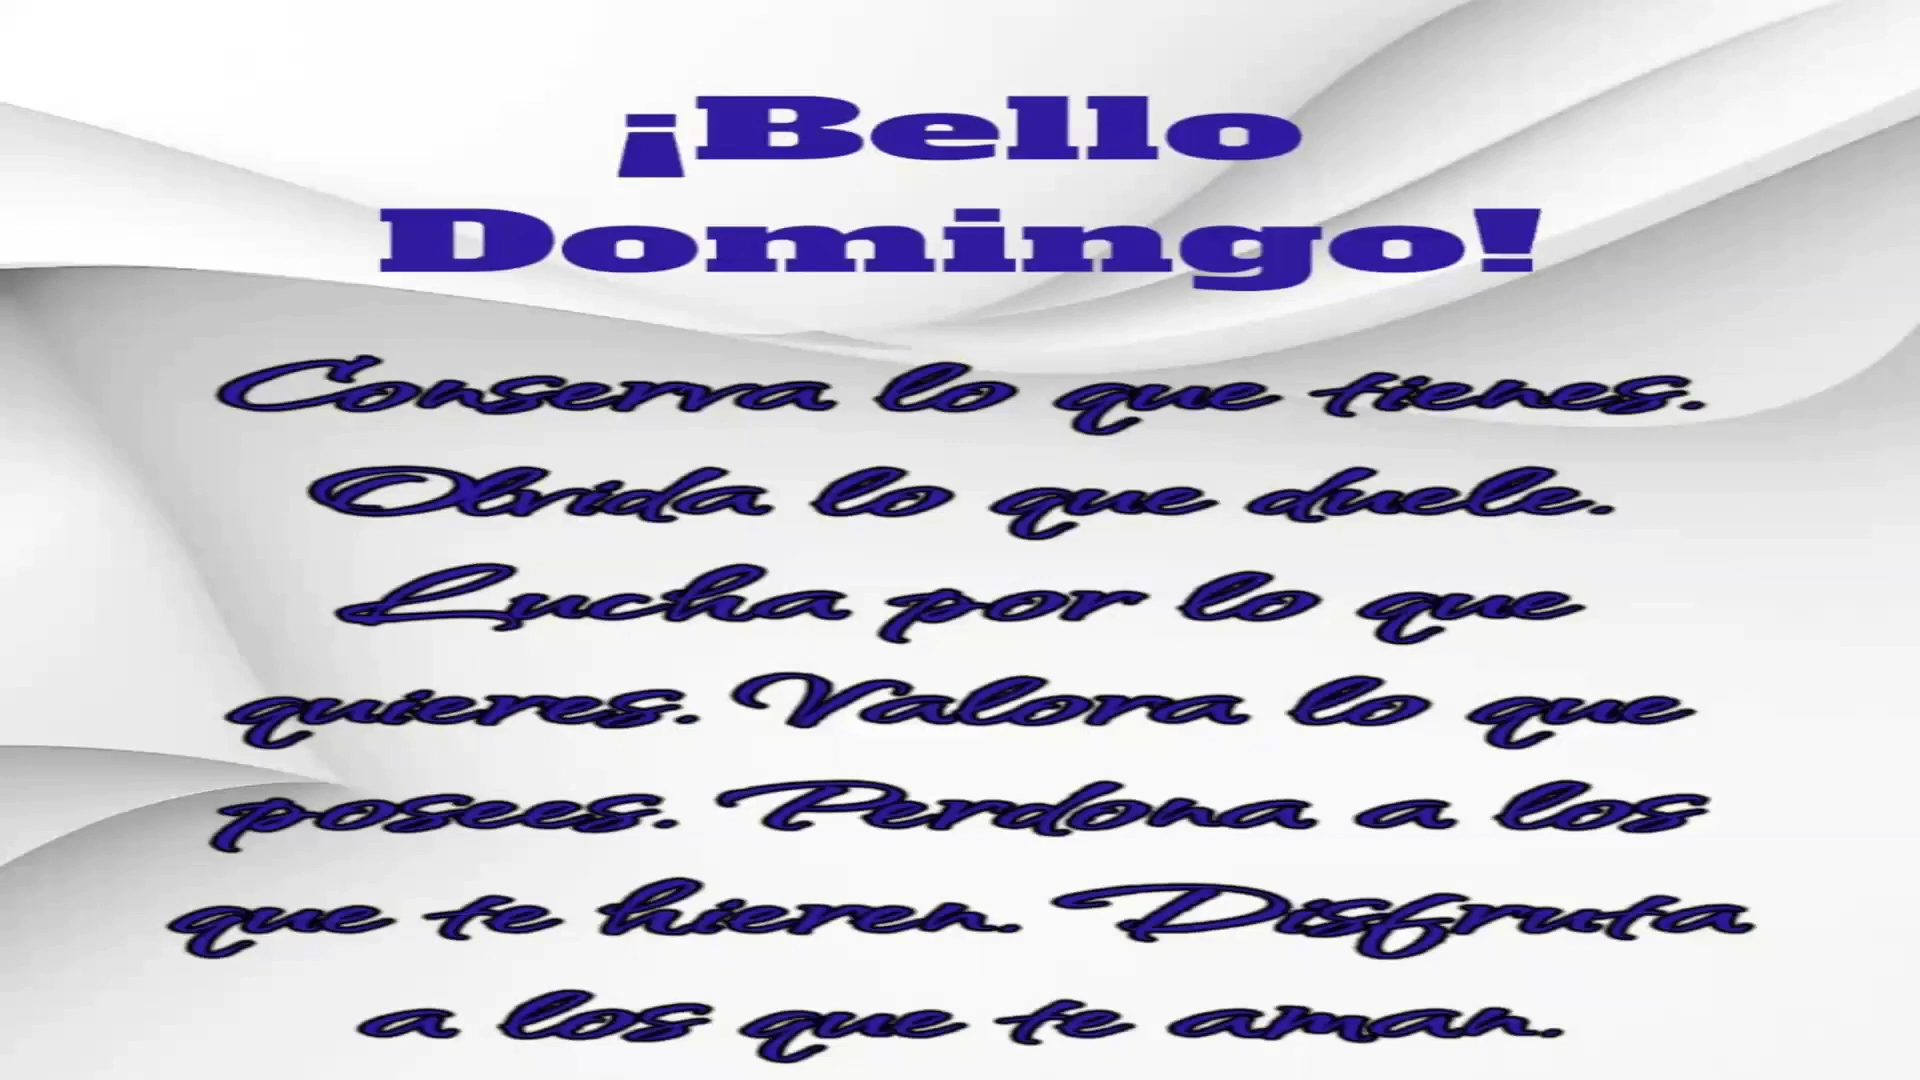 ¡Bello
Domingo!
Conserva lo que tienes.
Olvida lo que duele.
Lucha por lo que
quieres. Valora lo que
posees. Perdona a los
que te hieren. Disfruta
a los que te aman.